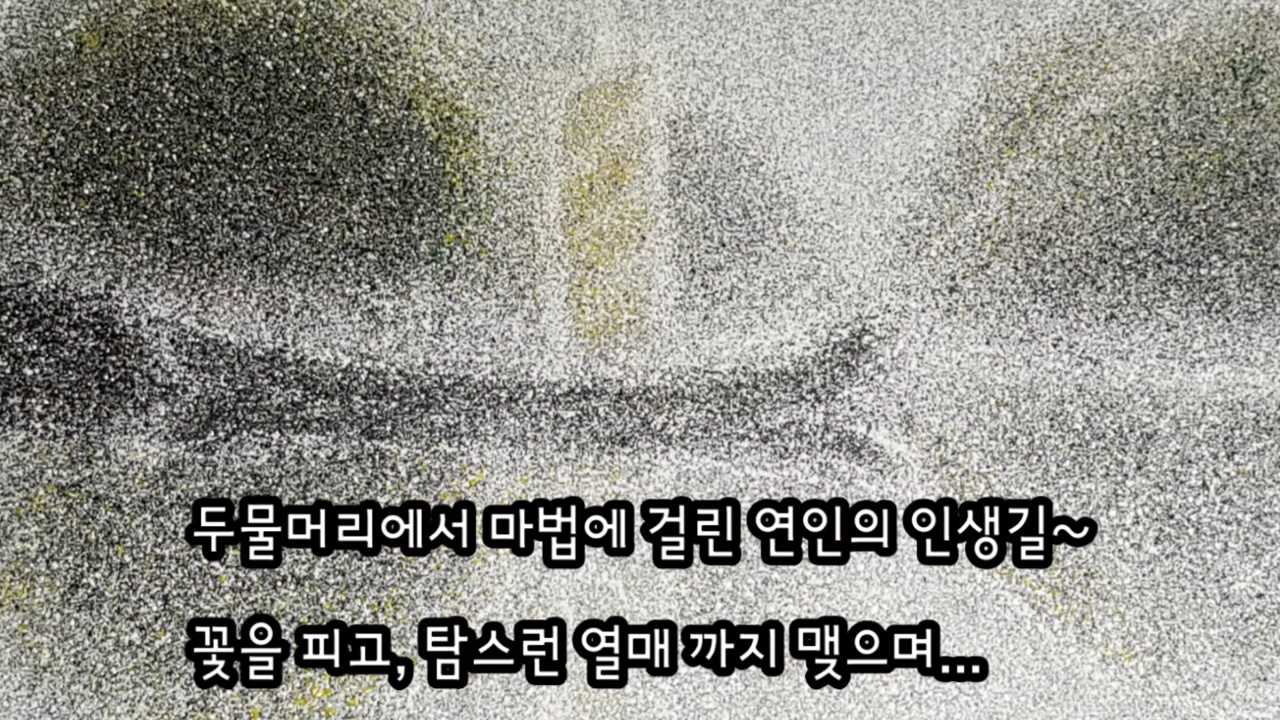 두물머리에서 마법에 걸린 연인의 인생길~
꽃을 피고, 탐스런 열매 까지 맺으며...